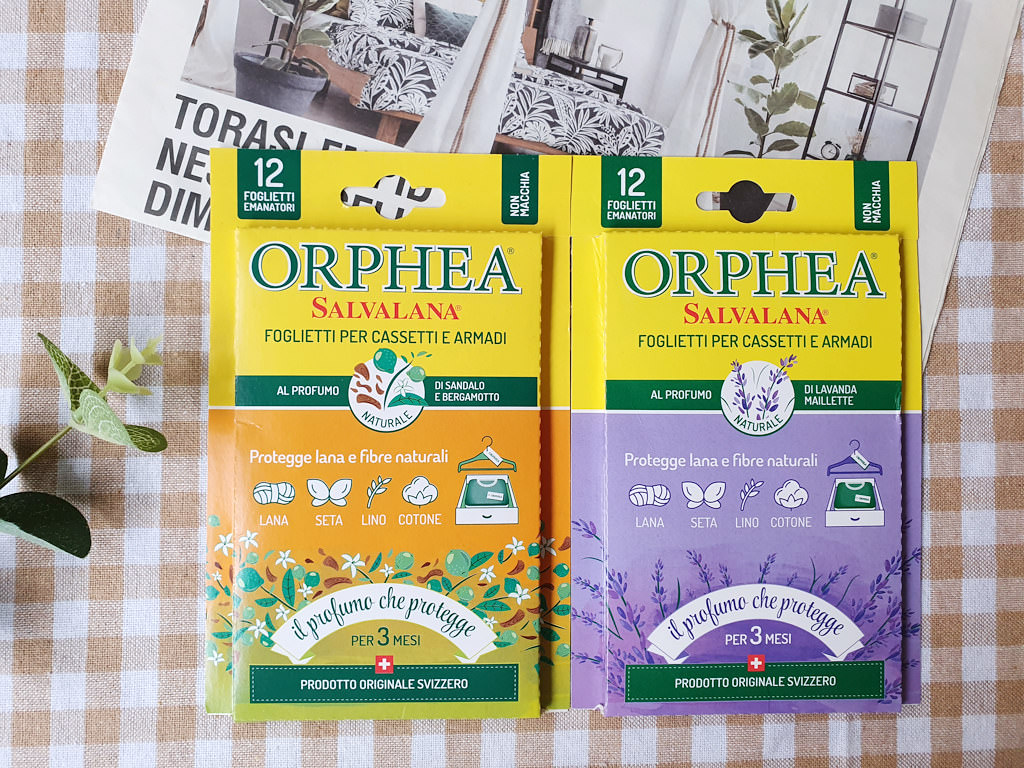 TORASI
NES
DIM
12
FOGLIETTI
EMANATORI
NON
MACCHIA
ORPHEA®
SALVALANA®
FOGLIETTI PER CASSETTI E ARMADI
AL PROFUMO
DI SANDALO
E BERGAMOTTO
NATURALE
Protegge lana e fibre naturali
LANA SETA LINO COTONE
il profumo che protegge
PER 3 MESI
PRODOTTO ORIGINALE SVIZZERO
12
FOGLIETTI
EMANATORI
NON
MACCHIA
ORPHEA®
SALVALANA®
FOGLIETTI PER CASSETTI E ARMADI
AL PROFUMO
DI LAVANDA
MAILLETTE
NATURALE
Protegge lana e fibre naturali
LANA SETA LINO COTONE
il profumo che protegge
PER 3 MESI
PRODOTTO ORIGINALE SVIZZERO